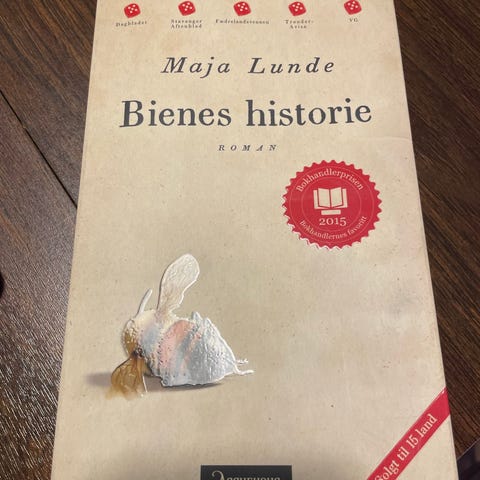 Dagbladet
Stavanger
Aftenblad
Fædrelandsvennen
Trønder-
Avisa
VG
Maja Lunde
Bienes historie
ROMAN
Bokhandlerprisen
2015
Bokhandlernes favoritt
Solgt til 15 land